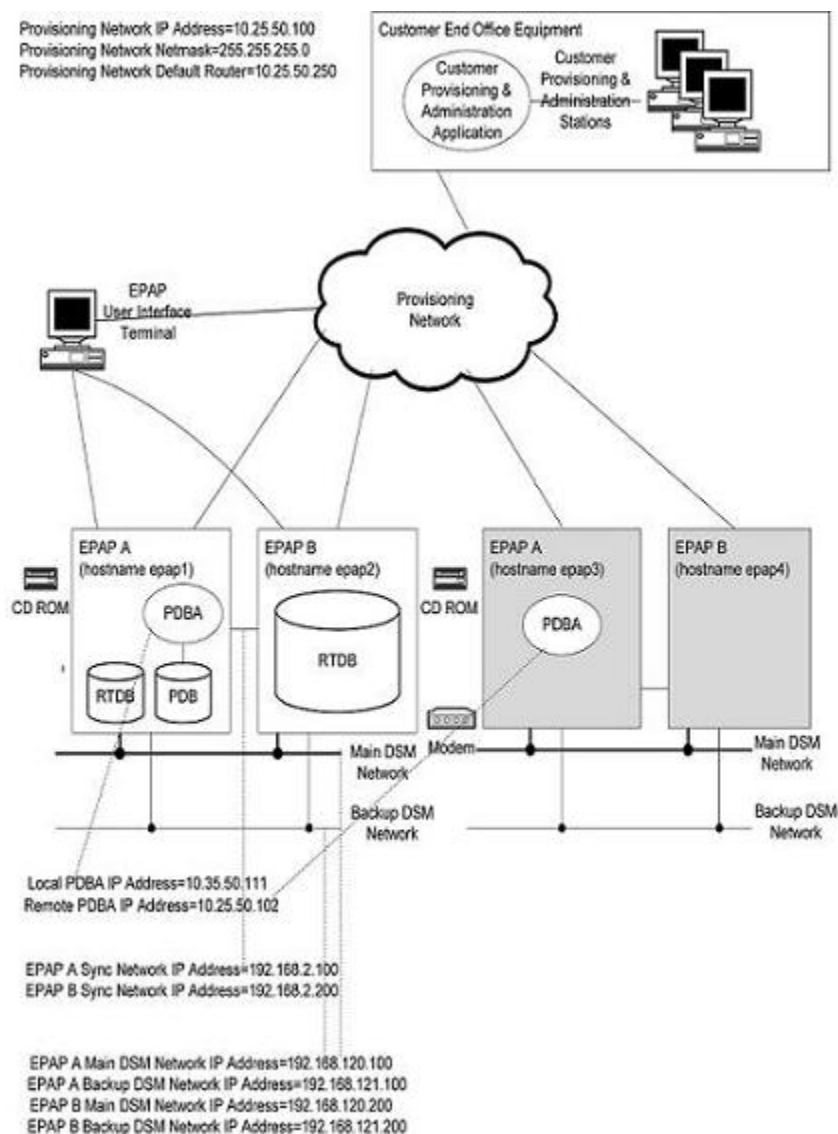 Provisioning Network IP Address=10.25.50.100
Provisioning Network Netmask=255.255.255.0
Provisioning Network Default Router=10.25.50.250
Customer End Office Equipment
Customer
Provisioning &
Administration
Application
Customer
Provisioning &
Administration
Stations
EPAP
User Interface
Terminal
Provisioning
Network
EPAP A
(hostname epap1)
CD ROM
PDBA
RTDB
PDB
EPAP B
(hostname epap2)
RTDB
EPAP A
(hostname epap3)
CD ROM
PDBA
EPAP B
(hostname epap4)
Modem
Main DSM
Network
Main DSM
Network
Backup DSM
Network
Backup DSM
Network
Local PDBA IP Address=10.35.50.111
Remote PDBA IP Address=10.25.50.102
EPAP A Sync Network IP Address=192.168.2.100
EPAP B Sync Network IP Address=192.168.2.200
EPAP A Main DSM Network IP Address=192.168.120.100
EPAP A Backup DSM Network IP Address=192.168.121.100
EPAP B Main DSM Network IP Address=192.168.120.200
EPAP B Backup DSM Network IP Address=192.168.121.200